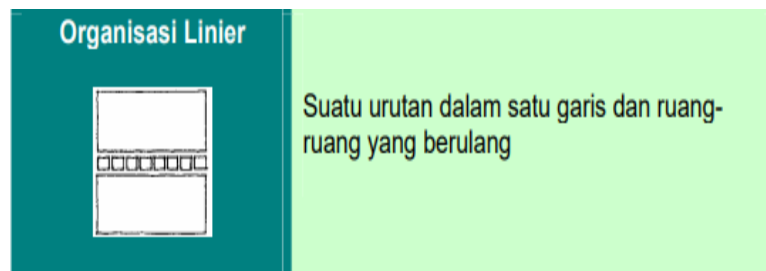 Organisasi Linier
Suatu urutan dalam satu garis dan ruang-
ruang yang berulang